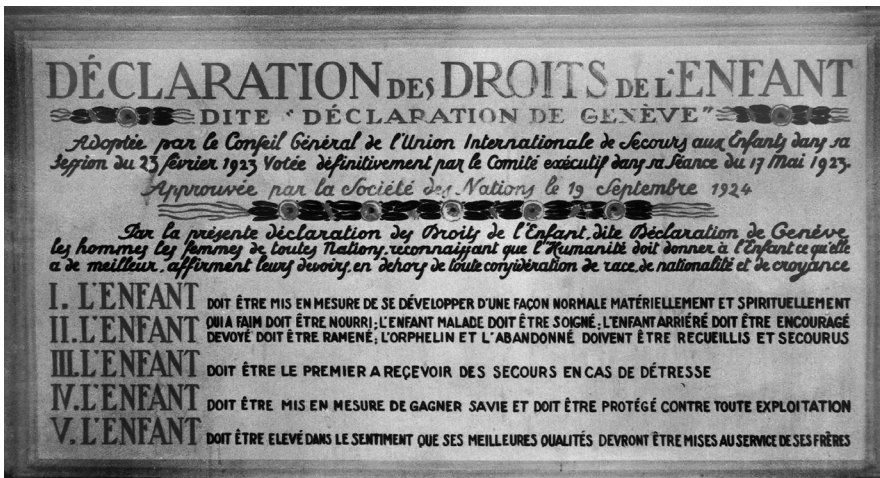 DÉCLARATION DES DROITS DE L'ENFANT
DITE "DÉCLARATION DE GENÈVE"
Adoptée par le Conseil Général de l'Union Internationale de Secours aux Enfants dans sa
Session du 23 février 1923 Votée définitivement par le Comité exécutif dans sa Séance du 17 Mai 1923.
Approuvée par la Société des Nations le 19 Septembre 1924
Par la présente déclaration des Droits de l'Enfant, dite Déclaration de Genève,
les hommes les femmes de toutes Nations, reconnaissant que l'Humanité doit donner à l'Enfant ce qu'elle
a de meilleur, affirment leurs devoirs, en dehors de toute considération de race, de nationalité et de croyance
I. L'ENFANT DOIT ÊTRE MIS EN MESURE DE SE DÉVELOPPER D'UNE FAÇON NORMALE MATÉRIELLEMENT ET SPIRITUELLEMENT
II. L'ENFANT QUI A FAIM DOIT ÊTRE NOURRI; L'ENFANT MALADE DOIT ÊTRE SOIGNÉ; L'ENFANT ARRIÉRÉ DOIT ÊTRE ENCOURAGÉ
DEVOYÉ DOIT ÊTRE RAMENÉ; L'ORPHELIN ET L'ABANDONNÉ DOIVENT ÊTRE RECUEILLIS ET SECOURUS
III. L'ENFANT DOIT ÊTRE LE PREMIER A REÇEVOIR DES SECOURS EN CAS DE DÉTRESSE
IV. L'ENFANT DOIT ÊTRE MIS EN MESURE DE GAGNER SA VIE ET DOIT ÊTRE PROTÉGÉ CONTRE TOUTE EXPLOITATION
V. L'ENFANT DOIT ÊTRE ELEVÉ DANS LE SENTIMENT QUE SES MEILLEURES QUALITÉS DEVRONT ÊTRE MISES AU SERVICE DE SES FRÈRES